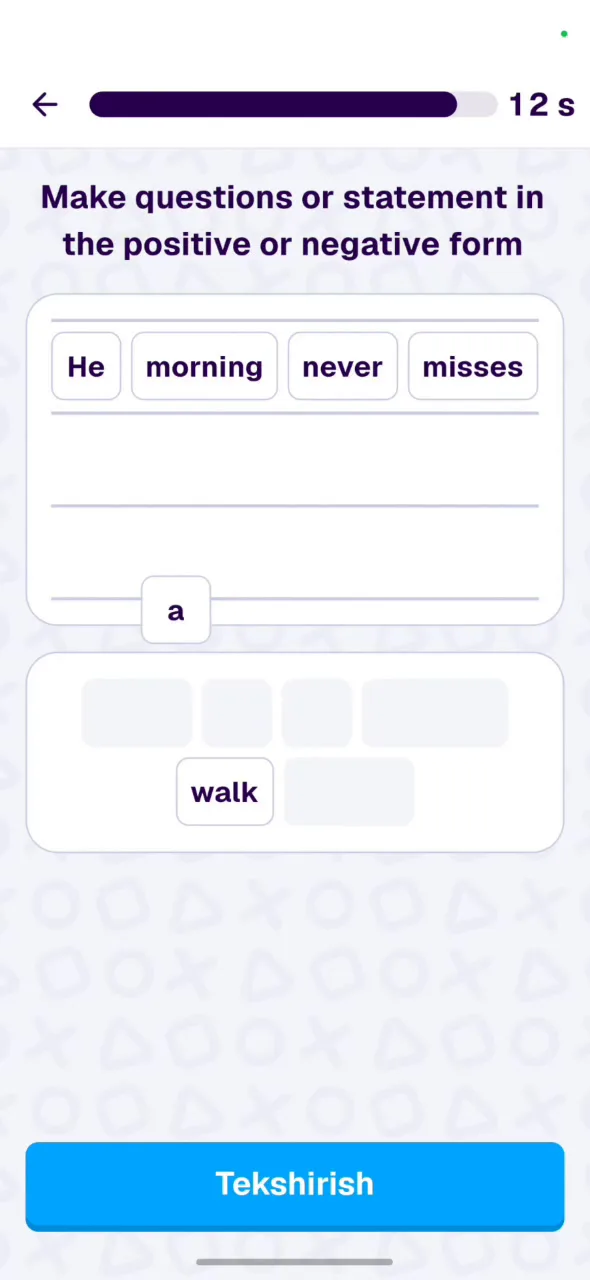 12 s
Make questions or statement in
the positive or negative form
He morning never misses
a
walk
Tekshirish